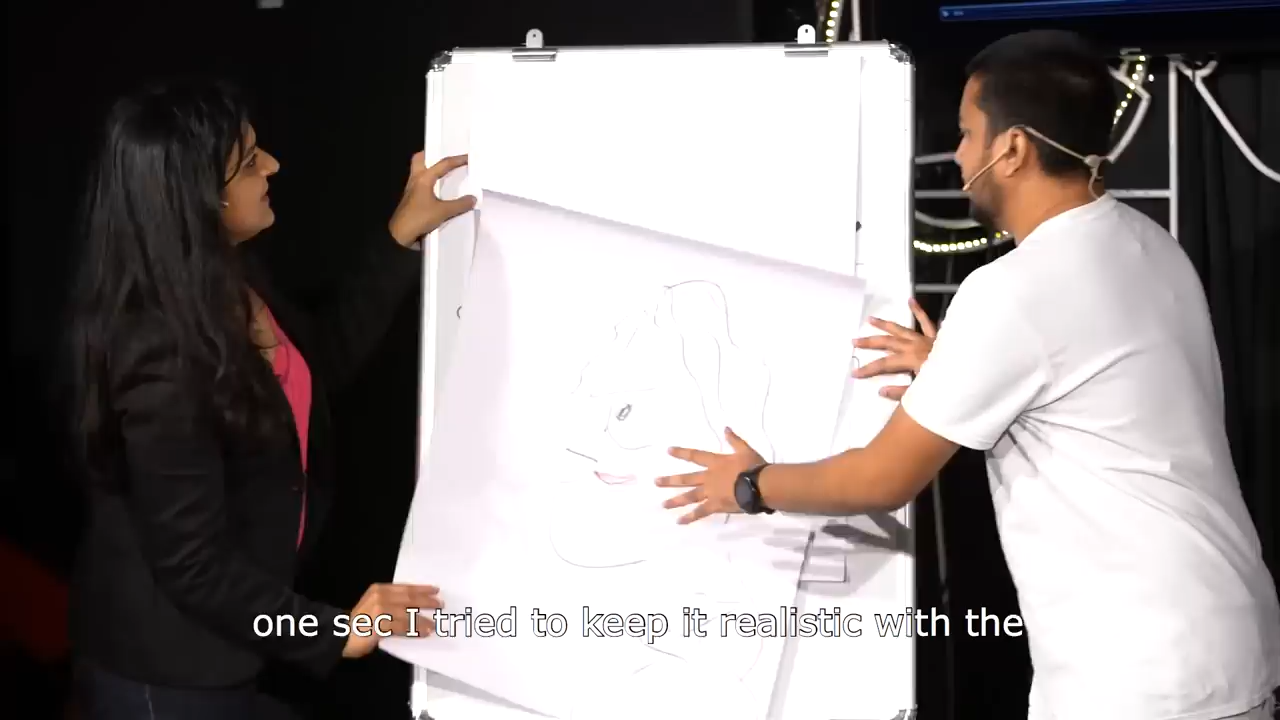 one sec I tried to keep it realistic with the